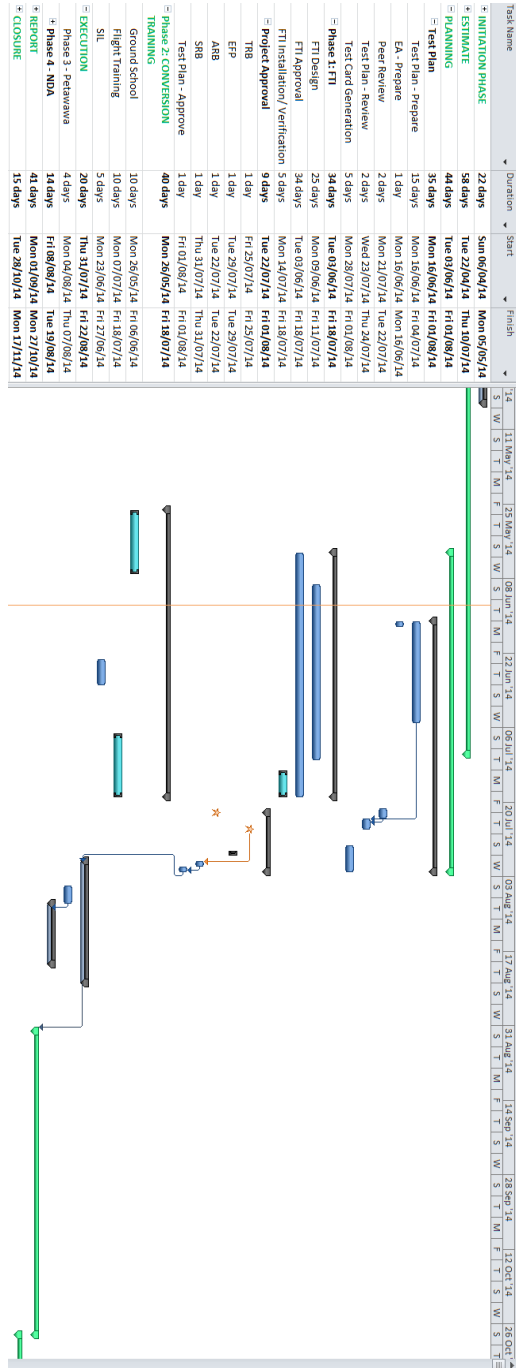 Task Name Duration Start Finish
INITIATION PHASE 22 days Sun 06/04/14 Mon 05/05/14
ESTIMATE 58 days Tue 22/04/14 Thu 10/07/14
PLANNING 44 days Tue 03/06/14 Fri 01/08/14
Test Plan 35 days Mon 16/06/14 Fri 01/08/14
Test Plan - Prepare 15 days Mon 16/06/14 Fri 04/07/14
EA - Prepare 1 day Mon 16/06/14 Mon 16/06/14
Peer Review 2 days Mon 21/07/14 Tue 22/07/14
Test Plan - Review 2 days Wed 23/07/14 Thu 24/07/14
Test Card Generation 5 days Mon 28/07/14 Fri 01/08/14
Phase 1: FTI 34 days Tue 03/06/14 Fri 18/07/14
FTI Design 25 days Mon 09/06/14 Fri 11/07/14
FTI Approval 34 days Tue 03/06/14 Fri 18/07/14
FTI Installation/ Verification 5 days Mon 14/07/14 Fri 18/07/14
Project Approval 9 days Tue 22/07/14 Fri 01/08/14
TRB 1 day Fri 25/07/14 Fri 25/07/14
EFP 1 day Tue 29/07/14 Tue 29/07/14
ARB 1 day Tue 22/07/14 Tue 22/07/14
SRB 1 day Thu 31/07/14 Thu 31/07/14
Test Plan - Approve 1 day Fri 01/08/14 Fri 01/08/14
Phase 2: CONVERSION TRAINING 40 days Mon 26/05/14 Fri 18/07/14
Ground School 10 days Mon 26/05/14 Fri 06/06/14
Flight Training 10 days Mon 07/07/14 Fri 18/07/14
SIL 5 days Mon 23/06/14 Fri 27/06/14
EXECUTION 20 days Thu 31/07/14 Fri 22/08/14
Phase 3 - Petawawa 4 days Mon 04/08/14 Thu 07/08/14
Phase 4 - NDA 14 days Fri 08/08/14 Tue 19/08/14
REPORT 41 days Mon 01/09/14 Mon 27/10/14
CLOSURE 15 days Tue 28/10/14 Mon 17/11/14
'14 11 May '14 25 May '14 08 Jun '14 22 Jun '14 06 Jul '14 20 Jul '14 03 Aug '14 17 Aug '14 31 Aug '14 14 Sep '14 28 Sep '14 12 Oct '14 26 Oct '
S W S T M F T S W S T M F T S W S T M F T S W S T M F T S W S T M F T S W S T